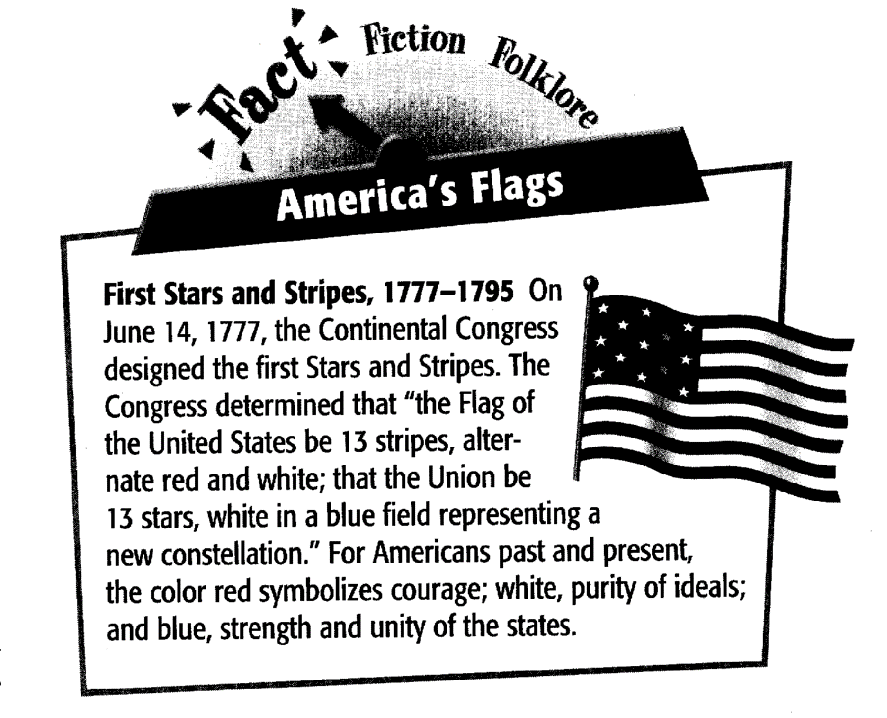 Fact Fiction Folklore
America's Flags
First Stars and Stripes, 1777–1795 On
June 14, 1777, the Continental Congress
designed the first Stars and Stripes. The
Congress determined that "the Flag of
the United States be 13 stripes, alter-
nate red and white; that the Union be
13 stars, white in a blue field representing a
new constellation." For Americans past and present,
the color red symbolizes courage; white, purity of ideals;
and blue, strength and unity of the states.